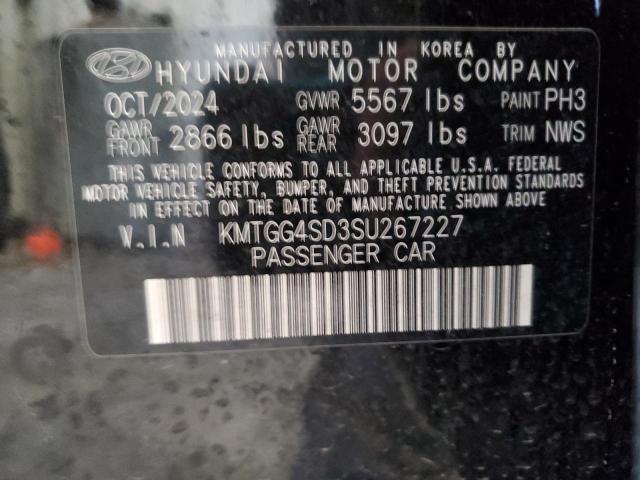 MANUFACTURED IN KOREA BY
HYUNDAI MOTOR COMPANY
OCT/2024 GVWR 5567 lbs PAINT PH3
GAWR FRONT 2866 lbs GAWR REAR 3097 lbs TRIM NWS
THIS VEHICLE CONFORMS TO ALL APPLICABLE U.S.A. FEDERAL
MOTOR VEHICLE SAFETY, BUMPER, AND THEFT PREVENTION STANDARDS
IN EFFECT ON THE DATE OF MANUFACTURE SHOWN ABOVE
V.I.N KMTGG4SD3SU267227
PASSENGER CAR